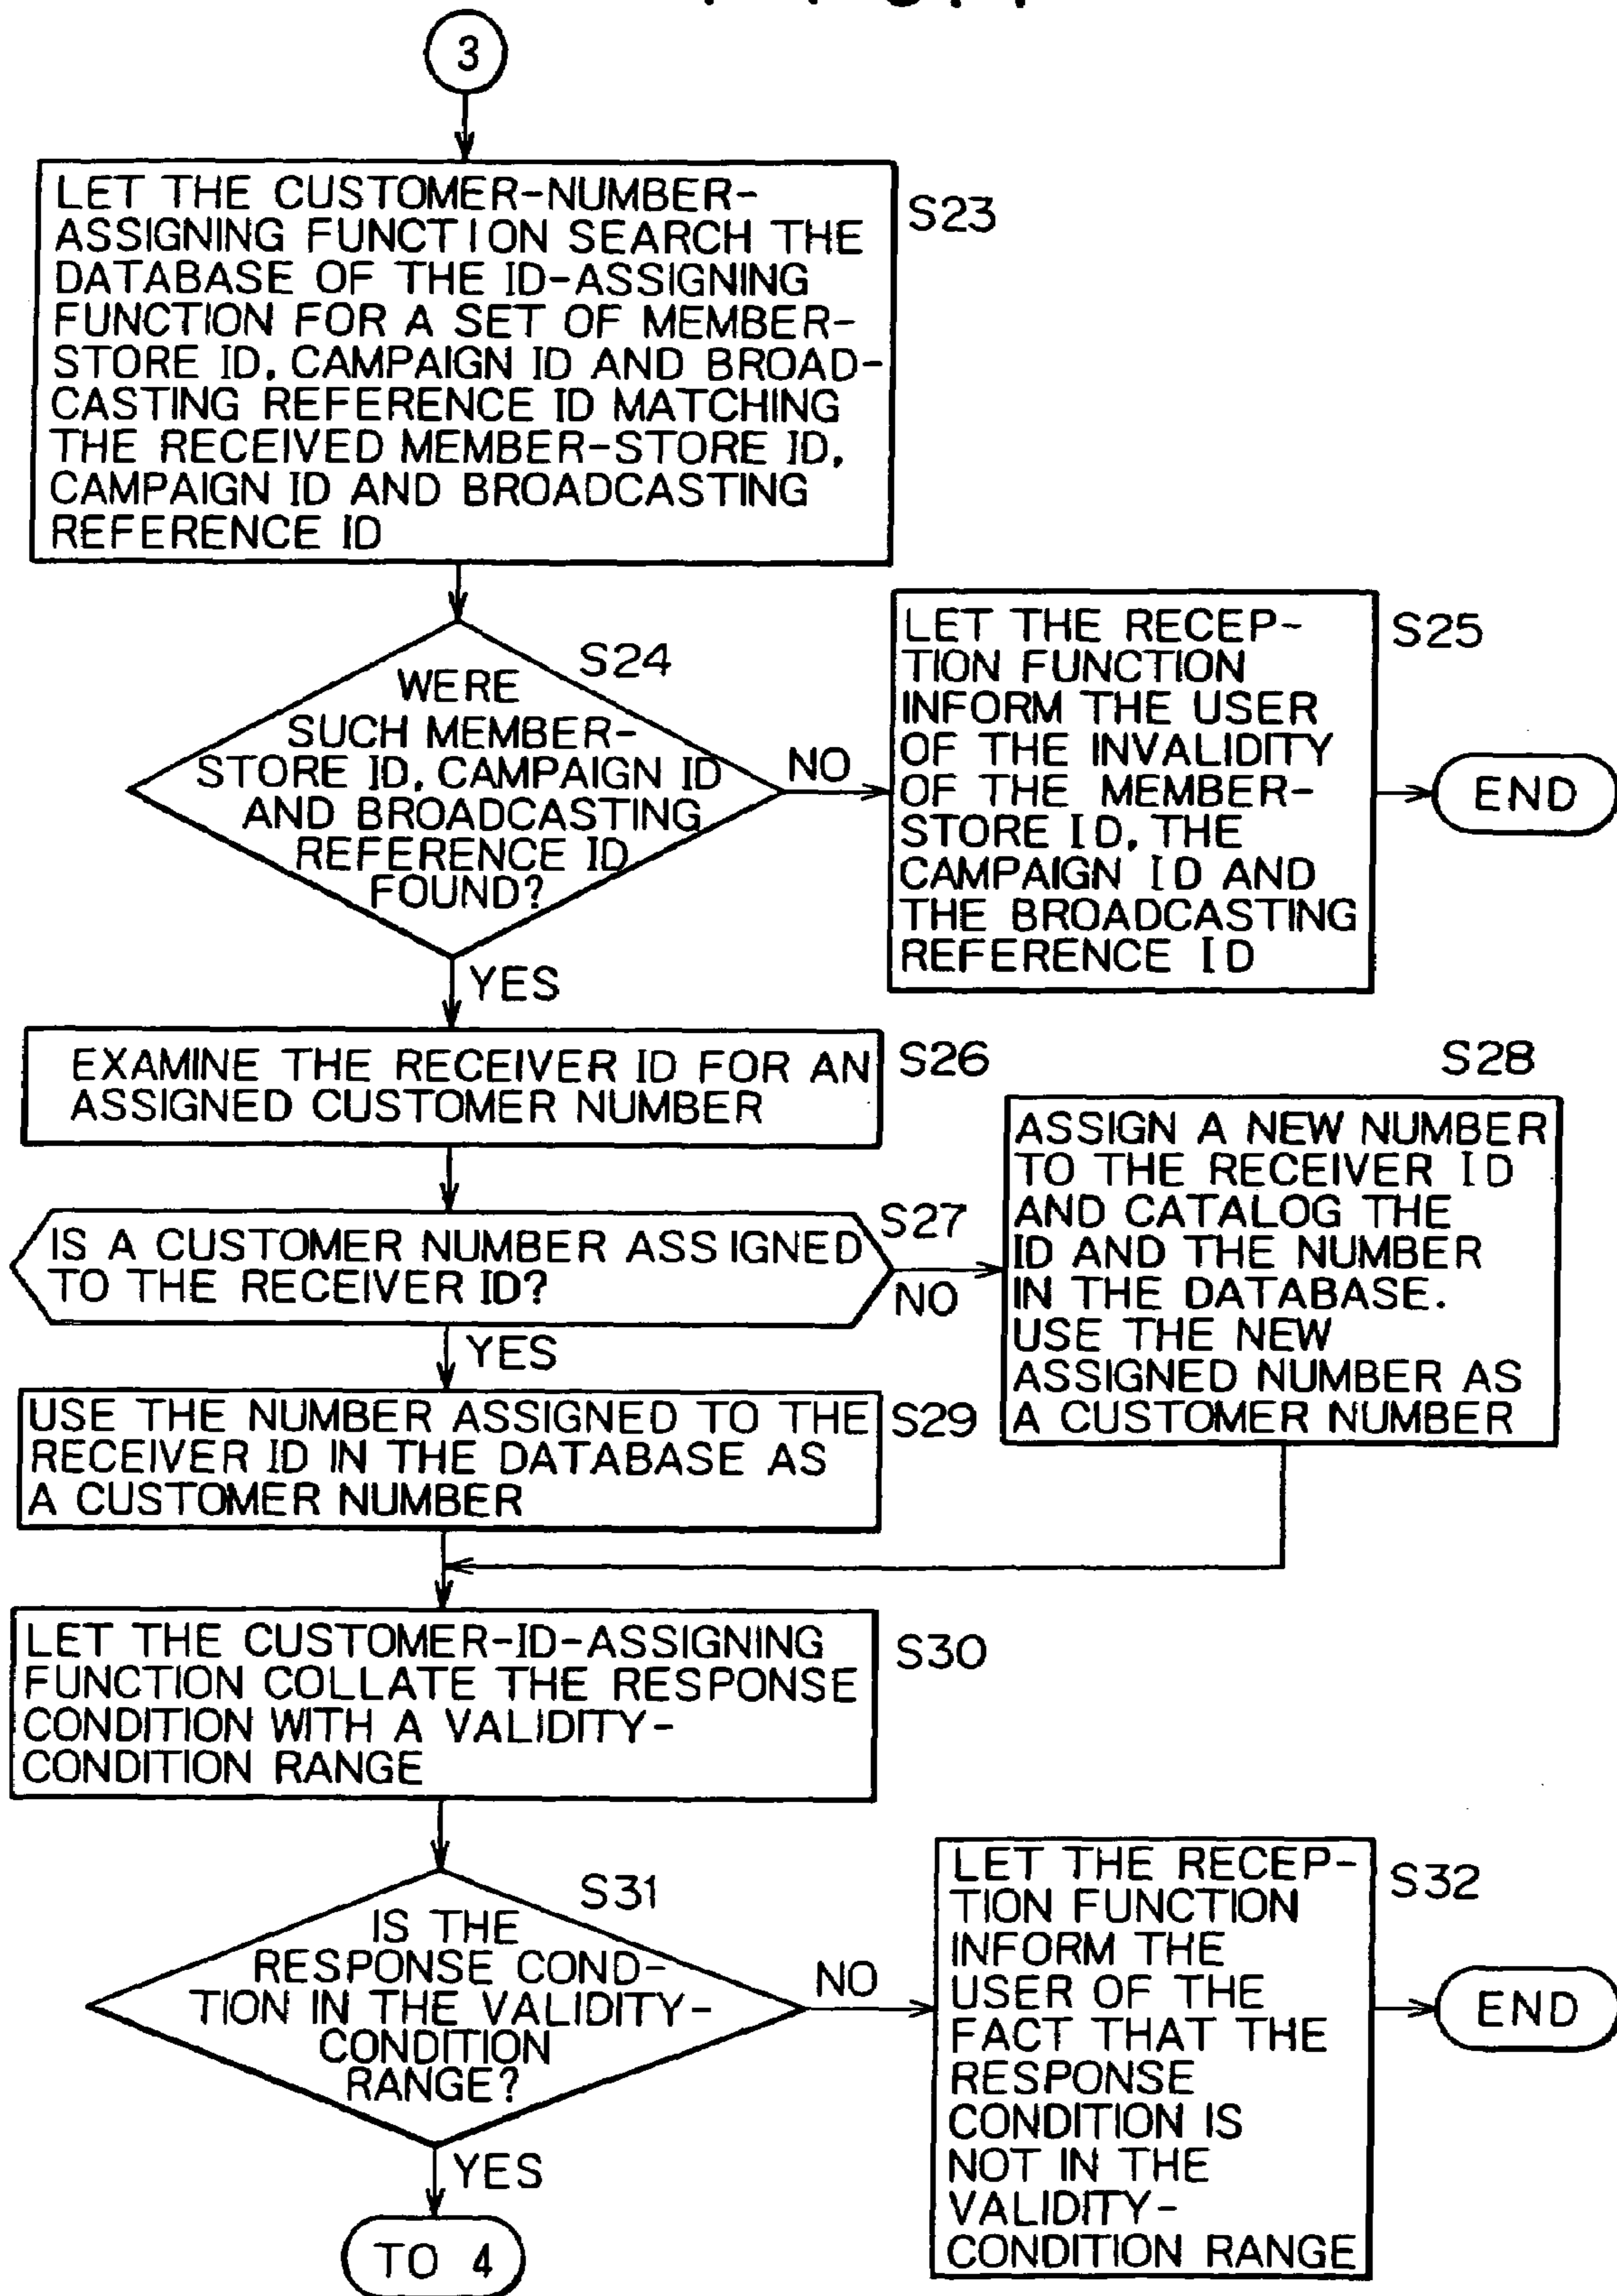 3
LET THE CUSTOMER-NUMBER-
ASSIGNING FUNCTION SEARCH THE
DATABASE OF THE ID-ASSIGNING
FUNCTION FOR A SET OF MEMBER-
STORE ID, CAMPAIGN ID AND BROAD-
CASTING REFERENCE ID MATCHING
THE RECEIVED MEMBER-STORE ID,
CAMPAIGN ID AND BROADCASTING
REFERENCE ID
S23
S24
WERE
SUCH MEMBER-
STORE ID, CAMPAIGN ID
AND BROADCASTING
REFERENCE ID
FOUND?
NO
YES
LET THE RECEP-
TION FUNCTION
INFORM THE USER
OF THE INVALIDITY
OF THE MEMBER-
STORE ID, THE
CAMPAIGN ID AND
THE BROADCASTING
REFERENCE ID
S25
END
EXAMINE THE RECEIVER ID FOR AN
ASSIGNED CUSTOMER NUMBER
S26
IS A CUSTOMER NUMBER ASSIGNED
TO THE RECEIVER ID?
S27
NO
YES
S28
ASSIGN A NEW NUMBER
TO THE RECEIVER ID
AND CATALOG THE
ID AND THE NUMBER
IN THE DATABASE.
USE THE NEW
ASSIGNED NUMBER AS
A CUSTOMER NUMBER
USE THE NUMBER ASSIGNED TO THE
RECEIVER ID IN THE DATABASE AS
A CUSTOMER NUMBER
S29
LET THE CUSTOMER-ID-ASSIGNING
FUNCTION COLLATE THE RESPONSE
CONDITION WITH A VALIDITY-
CONDITION RANGE
S30
S31
IS THE
RESPONSE COND-
TION IN THE VALIDITY-
CONDITION
RANGE?
NO
YES
LET THE RECEP-
TION FUNCTION
INFORM THE
USER OF THE
FACT THAT THE
RESPONSE
CONDITION IS
NOT IN THE
VALIDITY-
CONDITION RANGE
S32
END
TO 4